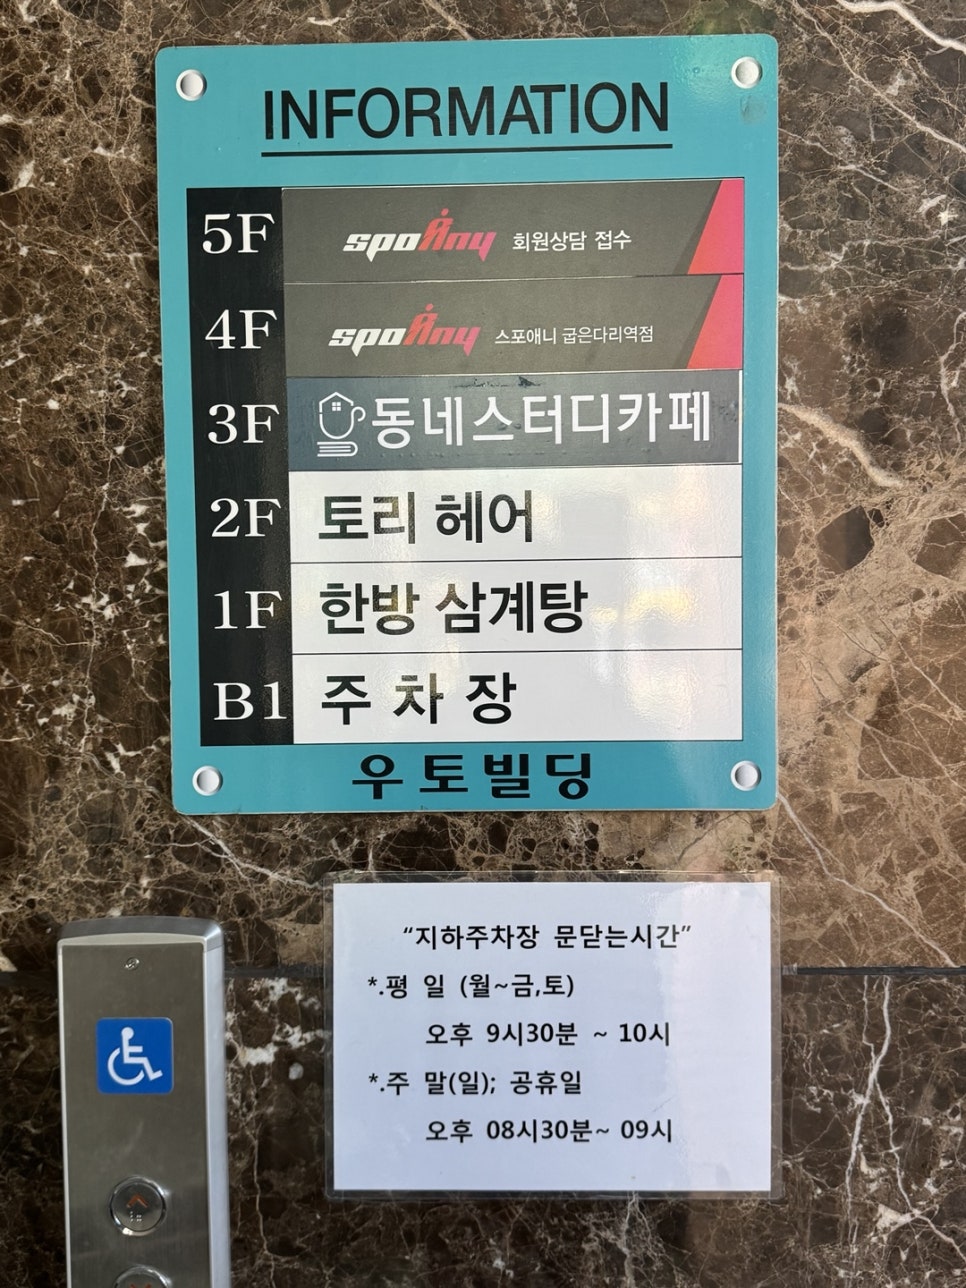 INFORMATION
5F spoAny 회원상담 접수
4F spoAny 스포애니 굽은다리역점
3F 동네스터디카페
2F 토리 헤어
1F 한방 삼계탕
B1 주 차 장
우토빌딩
“지하주차장 문닫는시간”
*.평 일 (월~금,토)
오후 9시30분 ~ 10시
*.주 말(일); 공휴일
오후 08시30분~ 09시